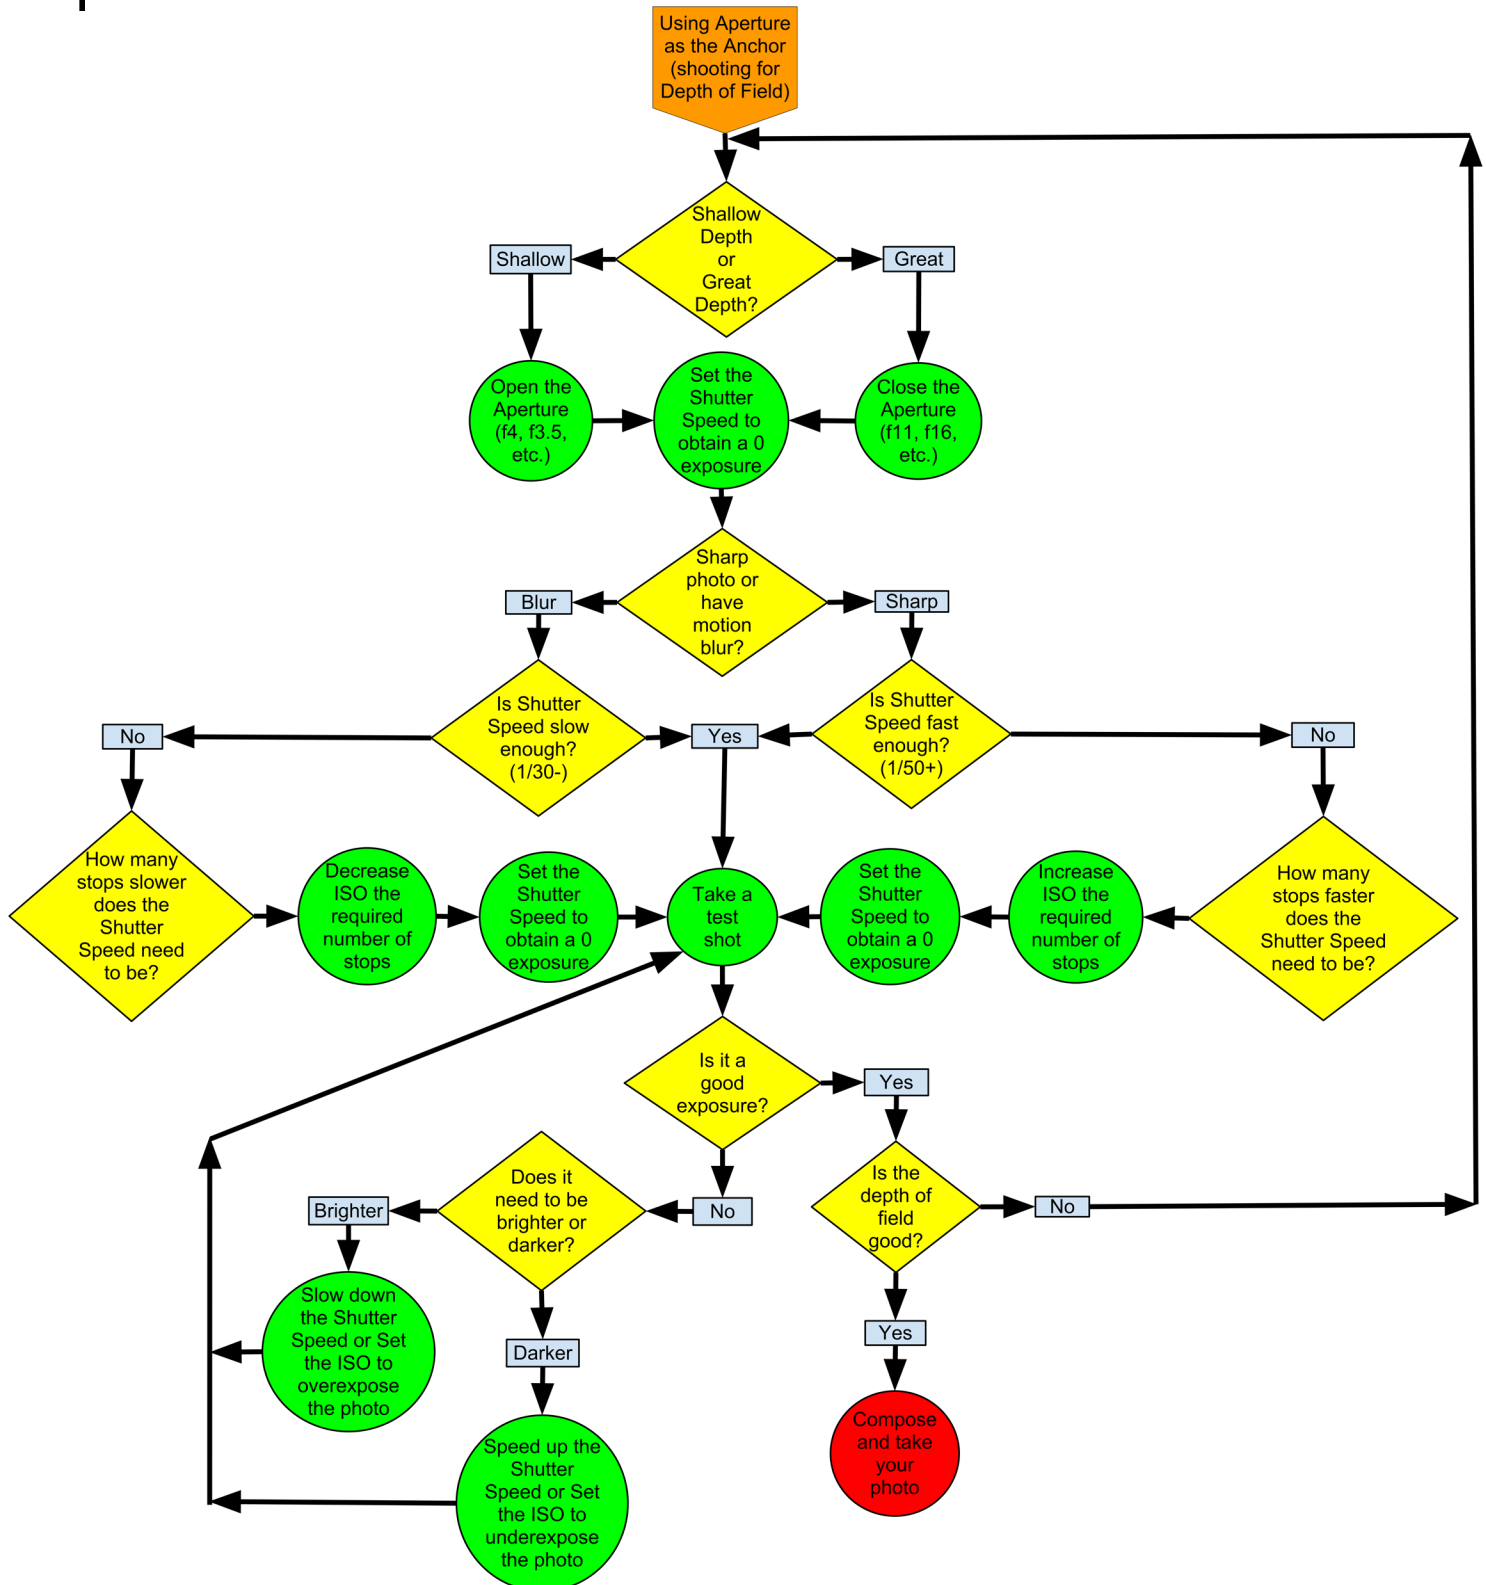 Using Aperture
as the Anchor
(shooting for
Depth of Field)
Shallow
Depth
or
Great
Depth?
Shallow
Great
Open the
Aperture
(f4, f3.5,
etc.)
Set the
Shutter
Speed to
obtain a 0
exposure
Close the
Aperture
(f11, f16,
etc.)
Sharp
photo or
have
motion
blur?
Blur
Sharp
Is Shutter
Speed slow
enough?
(1/30-)
Is Shutter
Speed fast
enough?
(1/50+)
No
Yes
No
How many
stops slower
does the
Shutter
Speed need
to be?
Decrease
ISO the
required
number of
stops
Set the
Shutter
Speed to
obtain a 0
exposure
Take a
test
shot
Set the
Shutter
Speed to
obtain a 0
exposure
Increase
ISO the
required
number of
stops
How many
stops faster
does the
Shutter Speed
need to be?
Is it a
good
exposure?
Yes
No
Does it
need to be
brighter or
darker?
Brighter
Is the
depth of
field
good?
No
Slow down
the Shutter
Speed or Set
the ISO to
overexpose
the photo
Darker
Yes
Speed up the
Shutter
Speed or Set
the ISO to
underexpose
the photo
Compose
and take
your
photo